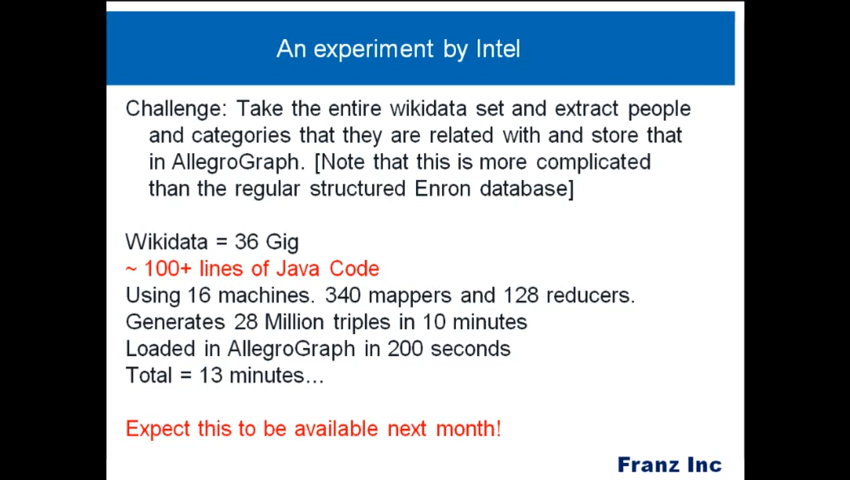 An experiment by Intel
Challenge: Take the entire wikidata set and extract people
and categories that they are related with and store that
in AllegroGraph. [Note that this is more complicated
than the regular structured Enron database]
Wikidata = 36 Gig
~ 100+ lines of Java Code
Using 16 machines. 340 mappers and 128 reducers.
Generates 28 Million triples in 10 minutes
Loaded in AllegroGraph in 200 seconds
Total = 13 minutes…
Expect this to be available next month!
Franz Inc